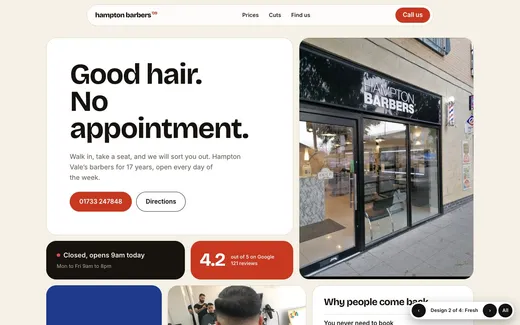 hampton barbers
Prices
Cuts
Find us
Call us
Good hair.
No
appointment.
Walk in, take a seat, and we will sort you out. Hampton
Vale's barbers for 17 years, open every day of
the week.
01733 247848
Directions
HAMPTON
BARBERS
Closed, opens 9am today
Mon to Fri 9am to 8pm
4.2
out of 5 on Google
121 reviews
Why people come back
You never need to book
Design 2 of 4: Fresh
All